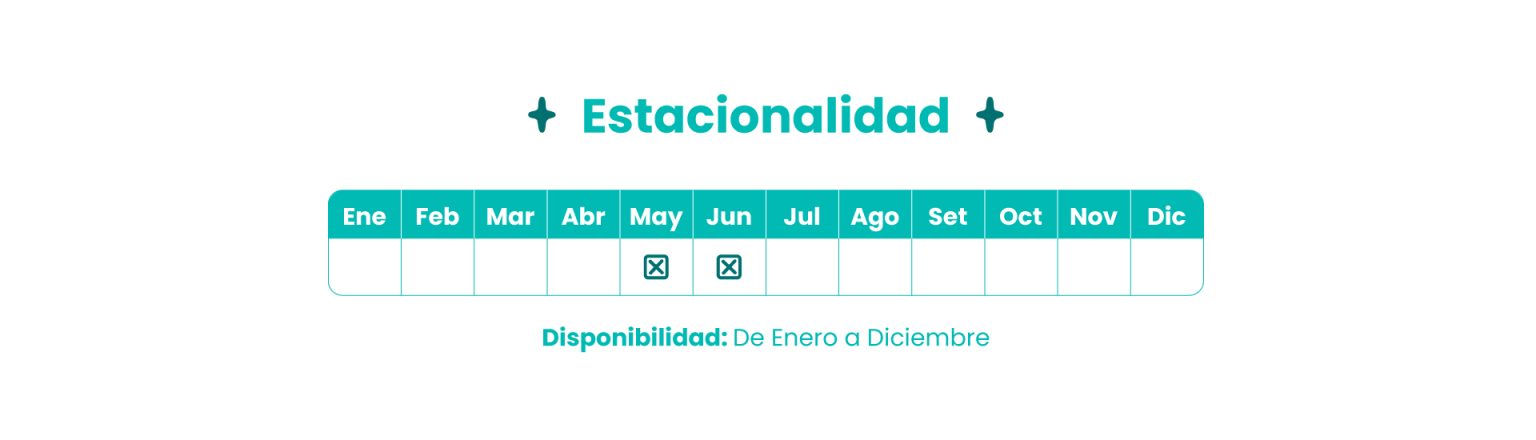 Estacionalidad
Ene Feb Mar Abr May Jun Jul Ago Set Oct Nov Dic
Disponibilidad: De Enero a Diciembre